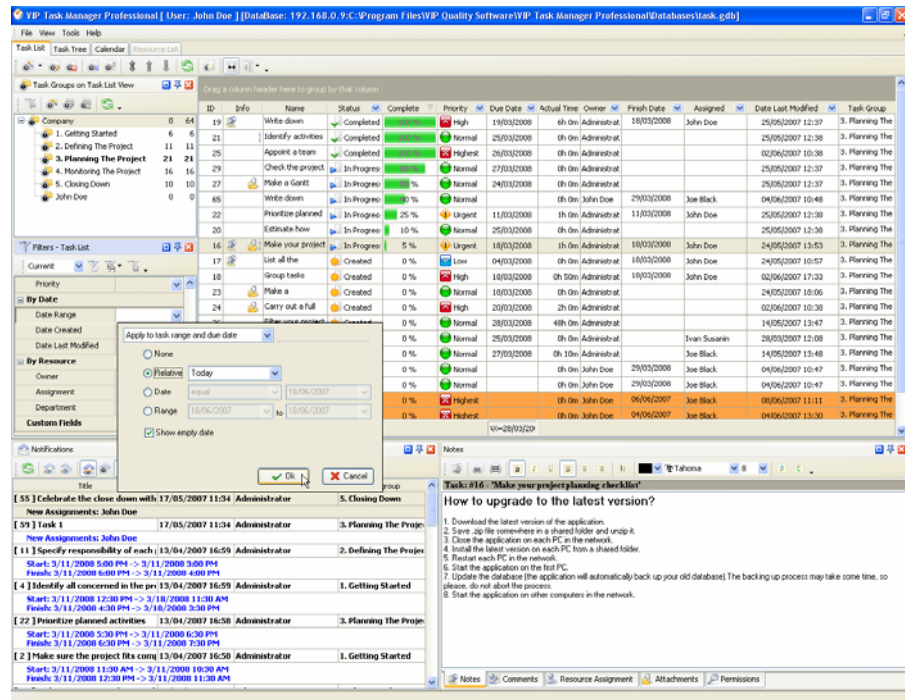 VIP Task Manager Professional [ User: John Doe ] [DataBase: 192.168.0.9:C:\Program Files\VIP Quality Software\VIP Task Manager Professional\Databases\task.gdb]
File View Tools Help
Task List Task Tree Calendar Resource List
Task Groups on Task List View
Drag a column header here to group by that column
Company 0 64
1. Getting Started 6 6
2. Defining The Project 11 11
3. Planning The Project 21 21
4. Monitoring The Project 16 16
5. Closing Down 10 10
John Doe 0 0
ID Info Name Status Complete Priority Due Date Actual Time Owner Finish Date Assigned Date Last Modified Task Group
19 Write down Completed High 19/03/2008 6h 0m Administrat 18/03/2008 John Doe 25/05/2007 12:37 3. Planning The
21 Identify activities Completed Normal 25/03/2008 0h 0m Administrat 25/05/2007 12:38 3. Planning The
25 Appoint a team Completed Highest 26/03/2008 0h 0m Administrat 02/06/2007 10:38 3. Planning The
29 Check the project In Progress Normal 27/03/2008 0h 0m Administrat 25/05/2007 12:37 3. Planning The
27 Make a Gantt In Progress % Normal 24/03/2008 0h 0m Administrat 25/05/2007 12:37 3. Planning The
65 Write down In Progress Normal 0h 0m John Doe 29/03/2008 Joe Black 04/06/2007 10:48 3. Planning The
22 Prioritize planned In Progress 25 % Urgent 11/03/2008 1h 0m Administrat 11/03/2008 John Doe 25/05/2007 12:38 3. Planning The
20 Estimate how In Progress 10 % Normal 25/03/2008 0h 0m Administrat 25/05/2007 12:38 3. Planning The
16 Make your project In Progress 5 % Urgent 18/03/2008 1h 0m Administrat 18/03/2008 John Doe 24/05/2007 13:53 3. Planning The
17 List all the Created 0 % Low 04/03/2008 0h 0m Administrat 18/03/2008 John Doe 24/05/2007 10:57 3. Planning The
18 Group tasks Created 0 % High 18/03/2008 0h 50m Administrat 18/03/2008 John Doe 02/06/2007 17:33 3. Planning The
23 Make a Created 0 % Normal 0h 0m Administrat 24/05/2007 18:06 3. Planning The
24 Carry out a full Created 0 % High 20/03/2008 2h 0m Administrat 02/06/2007 10:38 3. Planning The
26 Filter your project Created 0 % Normal 28/03/2008 48h 0m Administrat 14/05/2007 13:47 3. Planning The
0 % Normal 25/03/2008 0h 0m Administrat Ivan Susanin 28/03/2007 12:08 3. Planning The
0 % Normal 27/03/2008 0h 10m Administrat Joe Black 14/05/2007 13:48 3. Planning The
0 % Normal 0h 0m John Doe 29/03/2008 Joe Black 04/06/2007 10:47 3. Planning The
0 % Normal 0h 0m John Doe 29/03/2008 Joe Black 04/06/2007 10:47 3. Planning The
0 % Highest 0h 0m John Doe 06/06/2007 Joe Black 08/06/2007 11:11 3. Planning The
0 % Highest 0h 0m John Doe 04/06/2007 Joe Black 04/06/2007 13:30 3. Planning The
Filters - Task List
Current
Priority
By Date
Date Range
Date Created
Date Last Modified
By Resource
Owner
Assignment
Department
Custom Fields
Apply to task range and due date
None
Relative Today
Date equal 18/06/2007
Range 18/06/2007 to 18/06/2007
Show empty date
Ok Cancel
Notifications
Title
[ 55 ] Celebrate the close down with 17/05/2007 11:34 Administrator 5. Closing Down
New Assignments: John Doe
[ 59 ] Task 1 17/05/2007 11:34 Administrator 3. Planning The Proje
New Assignments: John Doe
[ 11 ] Specify responsibility of each 13/04/2007 16:59 Administrator 2. Defining The Projec
Start: 3/11/2008 5:00 PM -> 3/11/2008 3:00 PM
Finish: 3/11/2008 6:00 PM -> 3/11/2008 4:00 PM
[ 4 ] Identify all concerned in the pr 13/04/2007 16:59 Administrator 1. Getting Started
Start: 3/11/2008 12:30 PM -> 3/18/2008 11:30 AM
Finish: 3/11/2008 4:30 PM -> 3/18/2008 3:30 PM
[ 22 ] Prioritize planned activities 13/04/2007 16:58 Administrator 3. Planning The Proje
Start: 3/11/2008 5:30 PM -> 3/11/2008 6:30 PM
Finish: 3/11/2008 6:30 PM -> 3/11/2008 7:30 PM
[ 2 ] Make sure the project fits com 13/04/2007 16:58 Administrator 1. Getting Started
Start: 3/11/2008 11:30 AM -> 3/11/2008 10:30 AM
Finish: 3/11/2008 12:30 PM -> 3/11/2008 11:30 AM
Notes
Tahoma 8
Task: #16 - 'Make your project planning checklist'
How to upgrade to the latest version?
1. Download the latest version of the application.
2. Save .zip file somewhere in a shared folder and unzip it.
3. Close the application on each PC in the network.
4. Install the latest version on each PC from a shared folder.
5. Restart each PC in the network.
6. Start the application on the first PC.
7. Update the database (the application will automatically back up your old database).The backing up process may take some time, so
please, do not abort the process.
8. Start the application on other computers in the network.
Notes Comments Resource Assignment Attachments Permissions